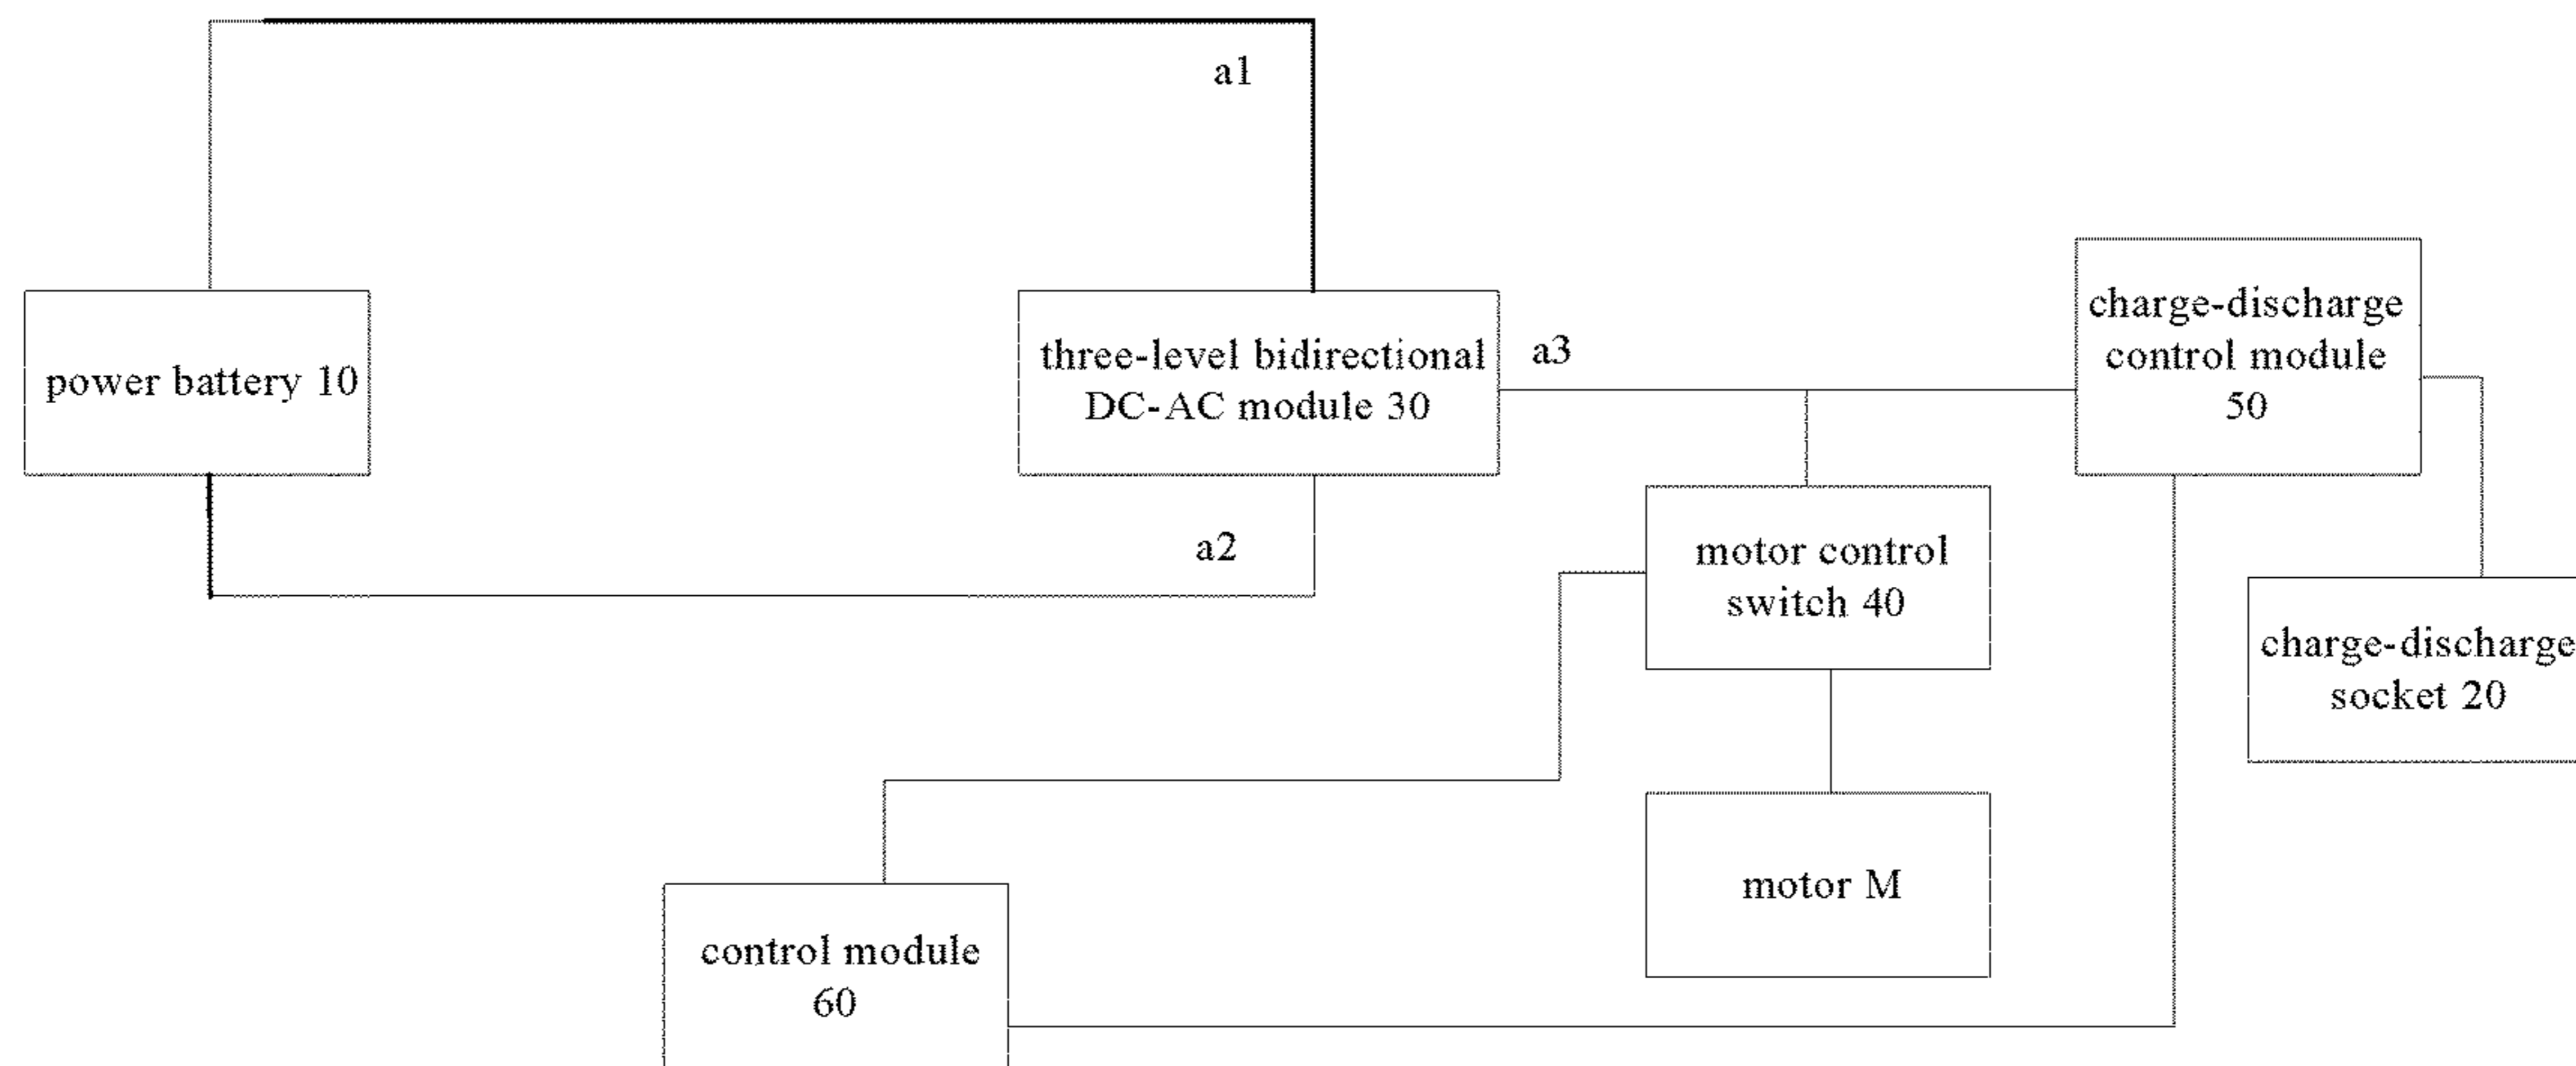 a1
power battery 10
three-level bidirectional
DC-AC module 30
a3
charge-discharge
control module
50
a2
motor control
switch 40
charge-discharge
socket 20
motor M
control module
60